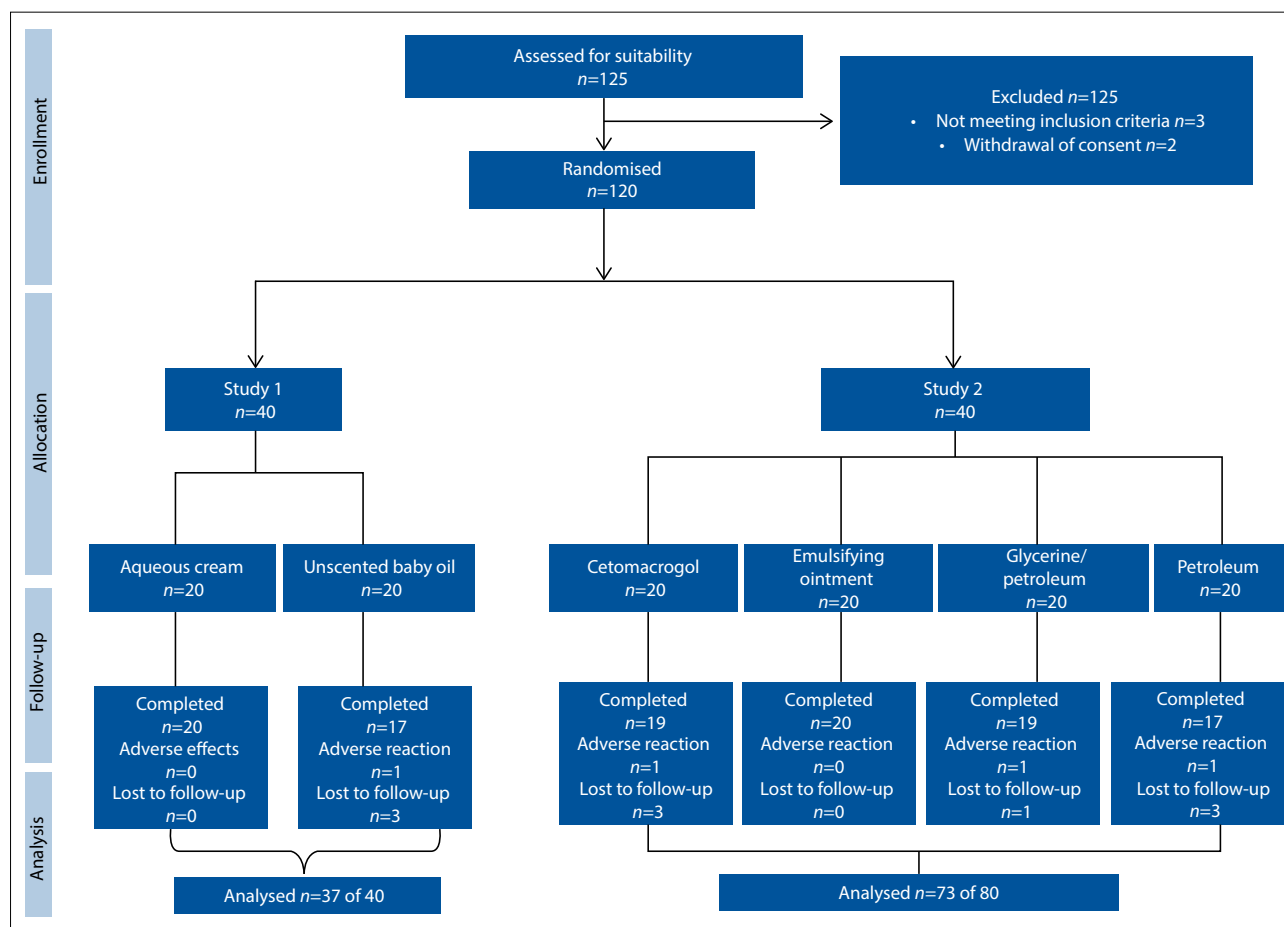 Enrollment
Assessed for suitability
n=125
Excluded n=125
• Not meeting inclusion criteria n=3
• Withdrawal of consent n=2
Randomised
n=120
Allocation
Study 1
n=40
Study 2
n=40
Aqueous cream
n=20
Unscented baby oil
n=20
Cetomacrogol
n=20
Emulsifying
ointment
n=20
Glycerine/
petroleum
n=20
Petroleum
n=20
Follow-up
Completed
n=20
Adverse effects
n=0
Lost to follow-up
n=0
Completed
n=17
Adverse reaction
n=1
Lost to follow-up
n=3
Completed
n=19
Adverse reaction
n=1
Lost to follow-up
n=3
Completed
n=20
Adverse reaction
n=0
Lost to follow-up
n=0
Completed
n=19
Adverse reaction
n=1
Lost to follow-up
n=1
Completed
n=17
Adverse reaction
n=1
Lost to follow-up
n=3
Analysis
Analysed n=37 of 40
Analysed n=73 of 80